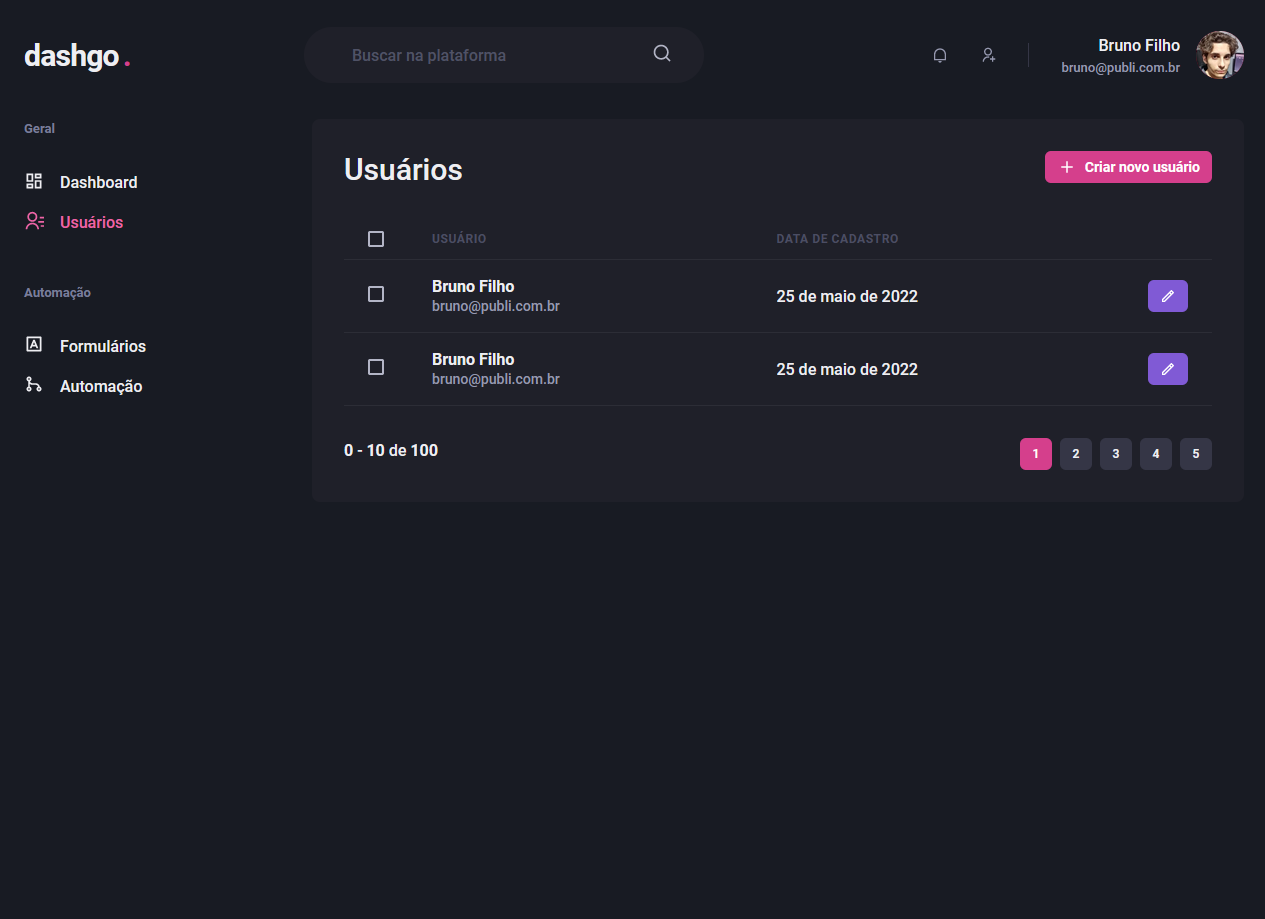 dashgo.
Buscar na plataforma
Bruno Filho
bruno@publi.com.br
Geral
Dashboard
Usuários
Automação
Formulários
Automação
Usuários
Criar novo usuário
USUÁRIO DATA DE CADASTRO
Bruno Filho
bruno@publi.com.br
25 de maio de 2022
Bruno Filho
bruno@publi.com.br
25 de maio de 2022
0 - 10 de 100
1 2 3 4 5